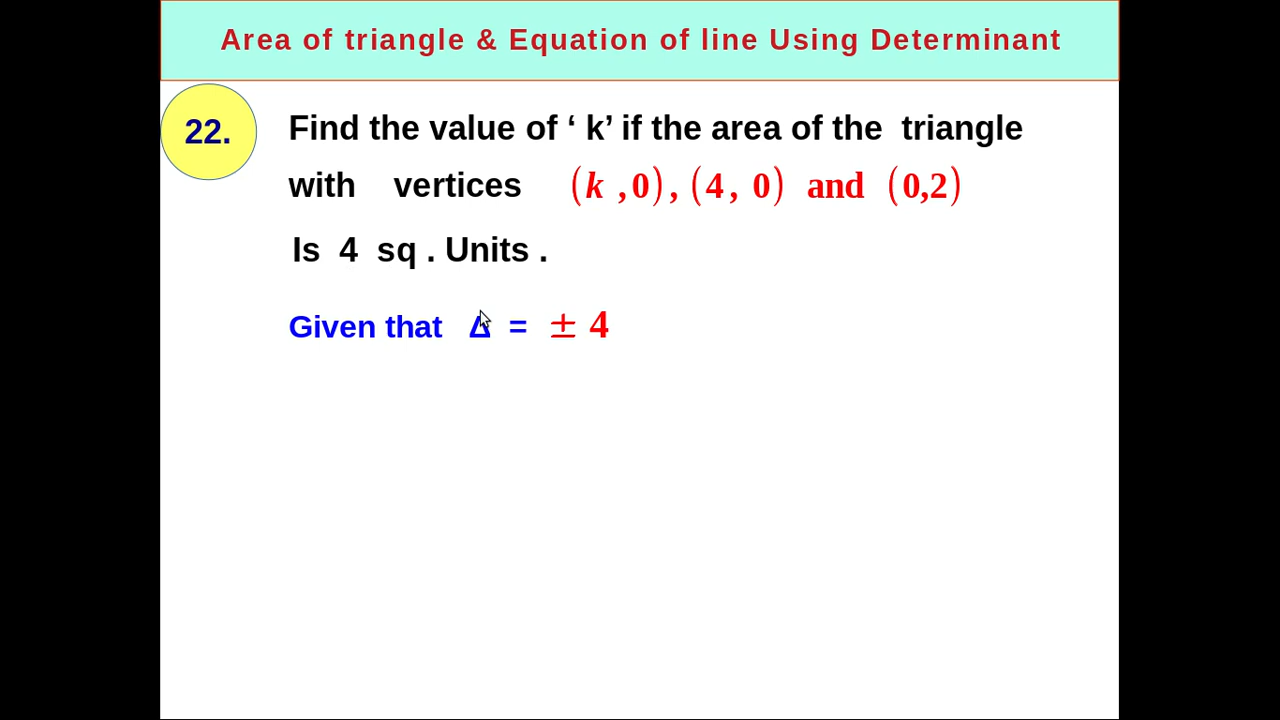 Area of triangle & Equation of line Using Determinant
22.
Find the value of ‘ k’ if the area of the triangle
with vertices (k ,0), (4, 0) and (0,2)
Is 4 sq . Units .
Given that Δ = ± 4